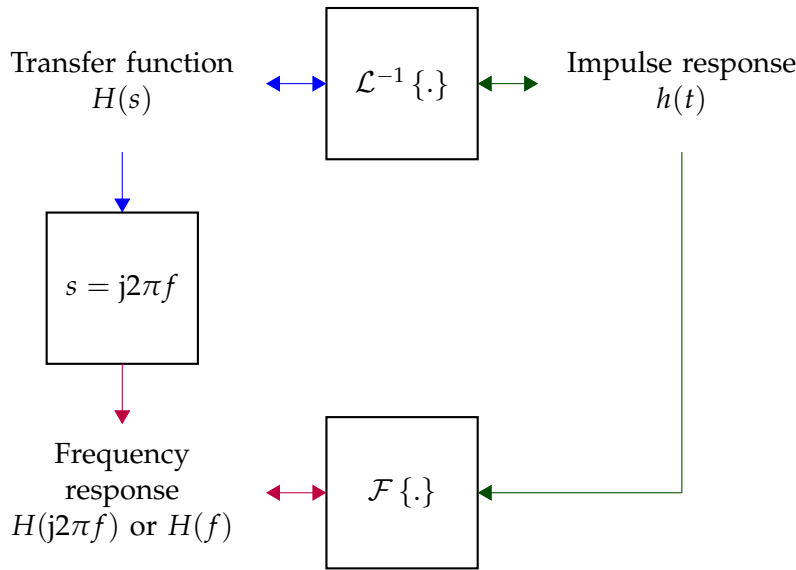 Transfer function
H(s)
ℒ⁻¹ {.}
Impulse response
h(t)
s = j2πf
Frequency
response
H(j2πf) or H(f)
ℱ {.}